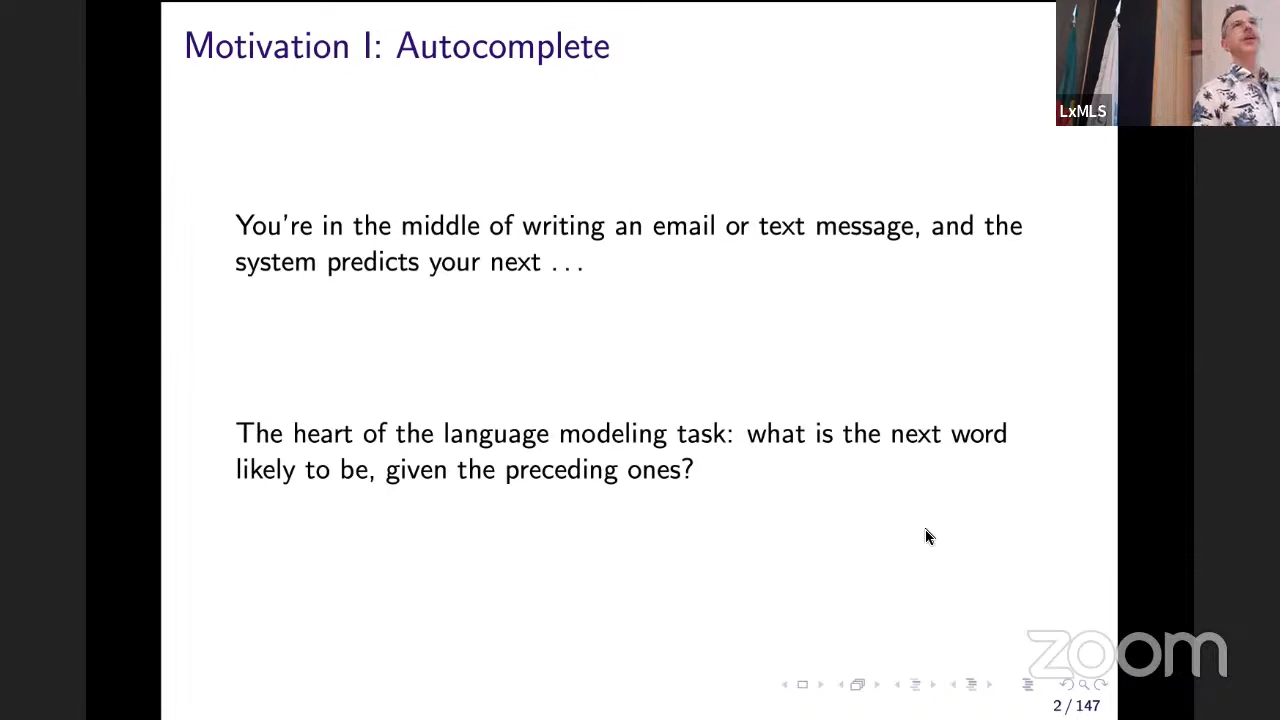 Motivation I: Autocomplete
LxMLS
You're in the middle of writing an email or text message, and the
system predicts your next . . .
The heart of the language modeling task: what is the next word
likely to be, given the preceding ones?
zoom
2 / 147